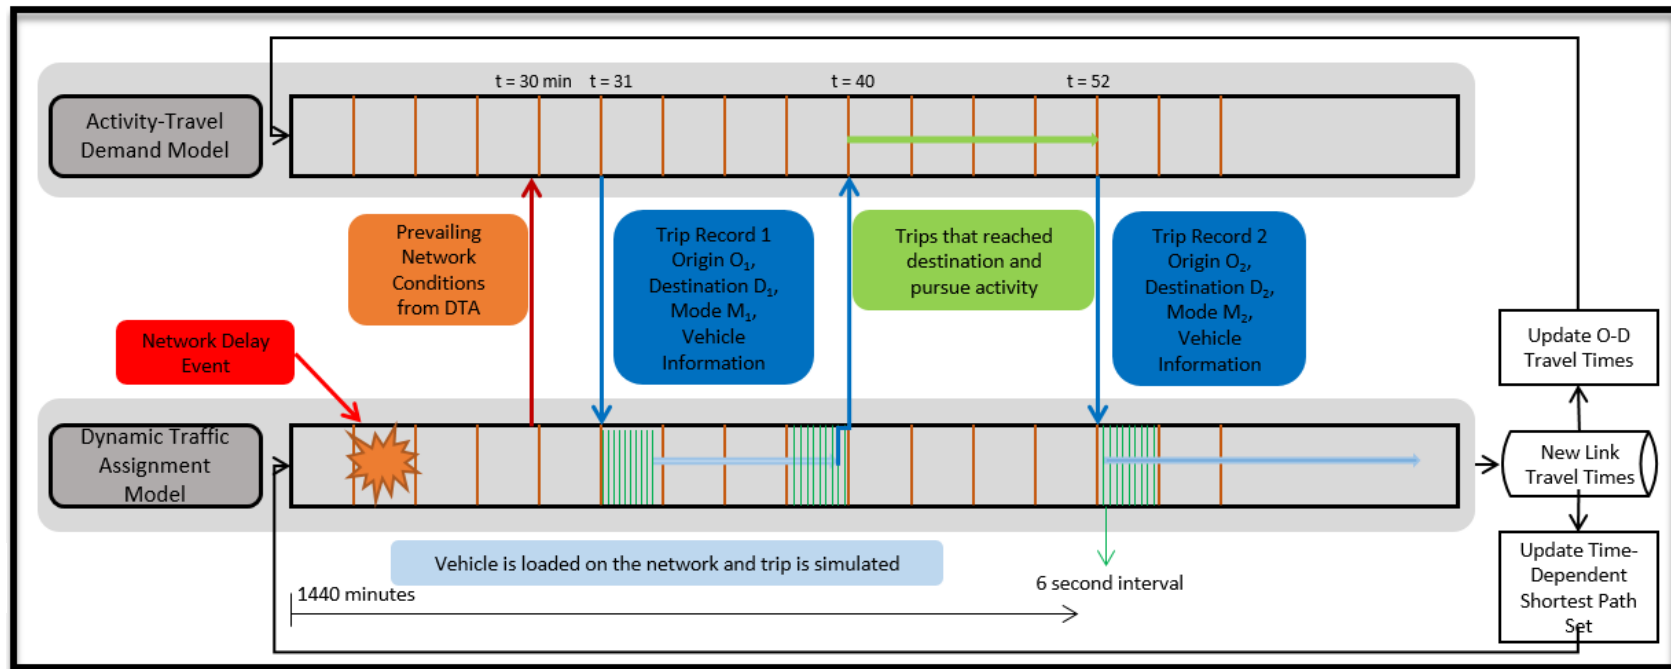 t = 30 min
t = 31
t = 40
t = 52
Activity-Travel
Demand Model
Prevailing
Network
Conditions
from DTA
Trip Record 1
Origin O₁,
Destination D₁,
Mode M₁,
Vehicle
Information
Trips that reached
destination and
pursue activity
Trip Record 2
Origin O₂,
Destination D₂,
Mode M₂,
Vehicle
Information
Network Delay
Event
Update O-D
Travel Times
Dynamic Traffic
Assignment
Model
New Link
Travel Times
Vehicle is loaded on the network and trip is simulated
6 second interval
1440 minutes
Update Time-
Dependent
Shortest Path
Set